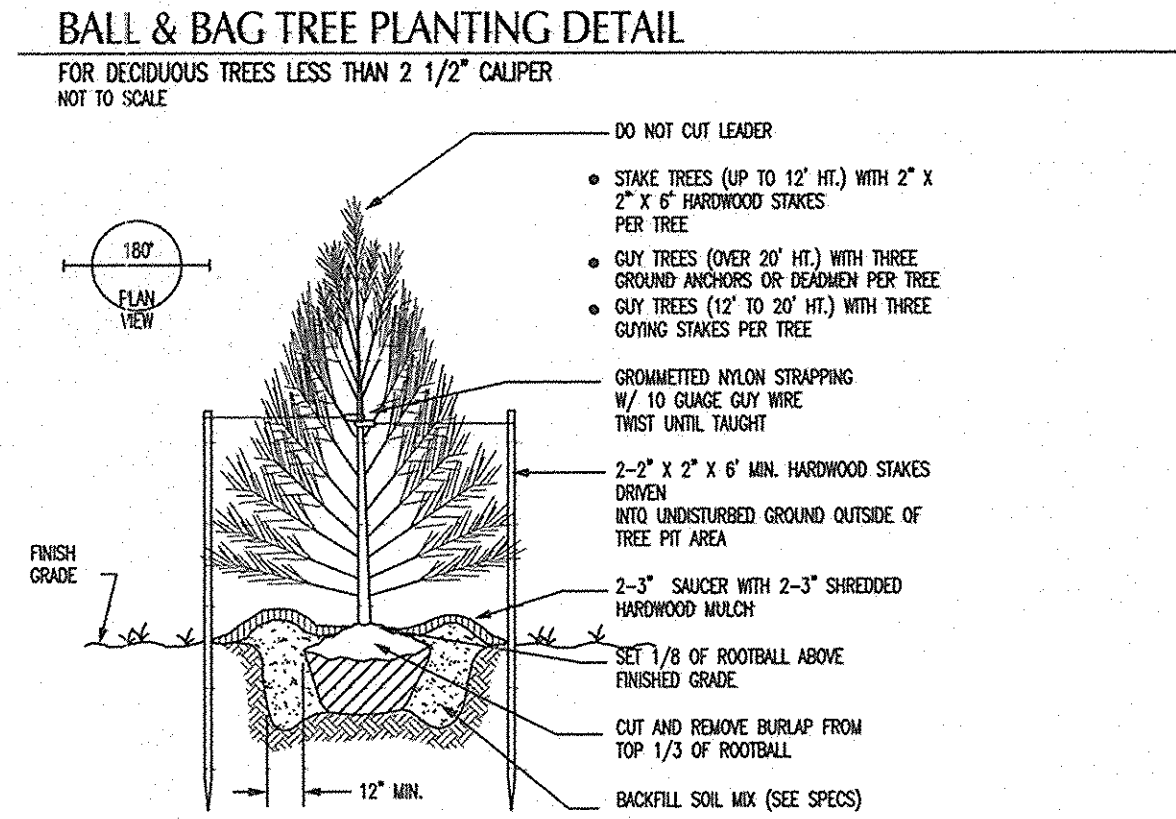 BALL & BAG TREE PLANTING DETAIL
FOR DECIDUOUS TREES LESS THAN 2 1/2" CALIPER
NOT TO SCALE
DO NOT CUT LEADER
STAKE TREES (UP TO 12' HT.) WITH 2" X
2" X 6' HARDWOOD STAKES
PER TREE
GUY TREES (OVER 20' HT.) WITH THREE
GROUND ANCHORS OR DEADMEN PER TREE
GUY TREES (12' TO 20' HT.) WITH THREE
GUYING STAKES PER TREE
180°
PLAN
VIEW
GROMMETTED NYLON STRAPPING
W/ 10 GUAGE GUY WIRE
TWIST UNTIL TAUGHT
2-2" X 2" X 6' MIN. HARDWOOD STAKES
DRIVEN
INTO UNDISTURBED GROUND OUTSIDE OF
TREE PIT AREA
FINISH
GRADE
2-3" SAUCER WITH 2-3" SHREDDED
HARDWOOD MULCH
SET 1/8 OF ROOTBALL ABOVE
FINISHED GRADE
CUT AND REMOVE BURLAP FROM
TOP 1/3 OF ROOTBALL
12" MIN.
BACKFILL SOIL MIX (SEE SPECS)